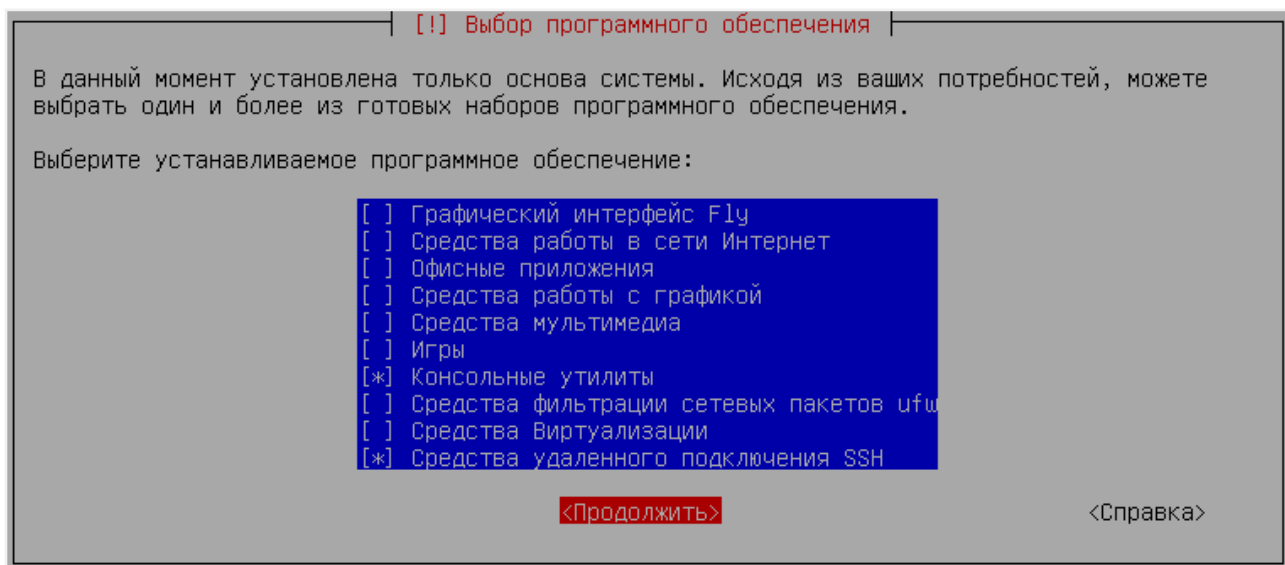 [!] Выбор программного обеспечения
В данный момент установлена только основа системы. Исходя из ваших потребностей, можете
выбрать один и более из готовых наборов программного обеспечения.
Выберите устанавливаемое программное обеспечение:
[ ] Графический интерфейс Fly
[ ] Средства работы в сети Интернет
[ ] Офисные приложения
[ ] Средства работы с графикой
[ ] Средства мультимедиа
[ ] Игры
[*] Консольные утилиты
[ ] Средства фильтрации сетевых пакетов ufw
[ ] Средства Виртуализации
[*] Средства удаленного подключения SSH
<Продолжить> <Справка>